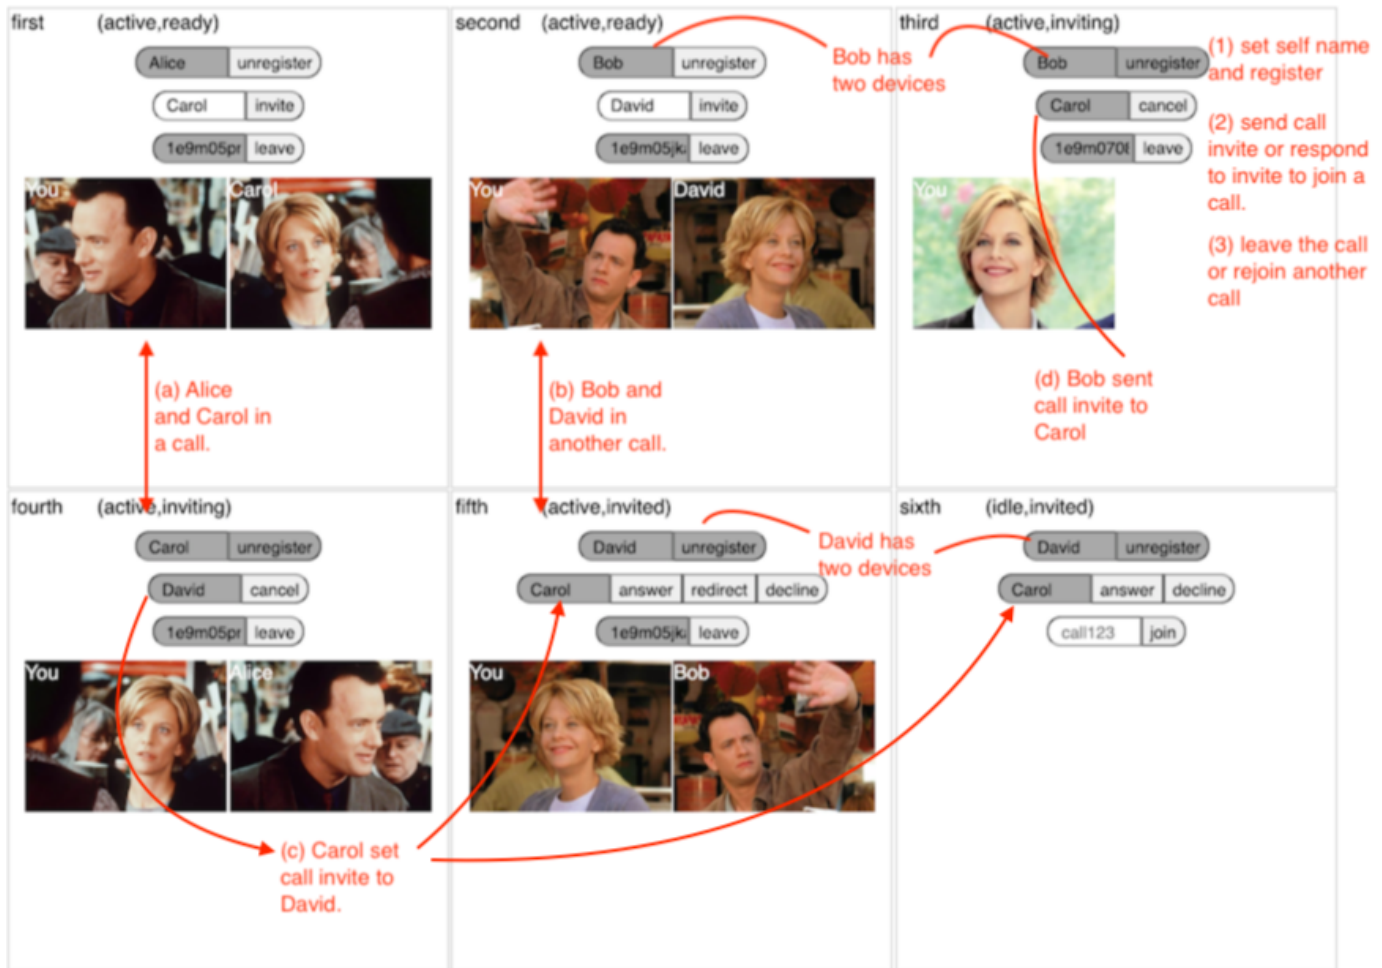 first (active,ready)
Alice unregister
Carol invite
1e9m05pr leave
You Carol
(a) Alice
and Carol in
a call.
second (active,ready)
Bob unregister
David invite
1e9m05jk leave
You David
Bob has
two devices
(b) Bob and
David in
another call.
third (active,inviting)
Bob unregister
Carol cancel
1e9m070 leave
You
(1) set self name
and register
(2) send call
invite or respond
to invite to join a
call.
(3) leave the call
or rejoin another
call
(d) Bob sent
call invite to
Carol
fourth (active,inviting)
Carol unregister
David cancel
1e9m05pr leave
You Alice
(c) Carol set
call invite to
David.
fifth (active,invited)
David unregister
Carol answer redirect decline
1e9m05jk leave
You Bob
David has
two devices
sixth (idle,invited)
David unregister
Carol answer decline
call123 join